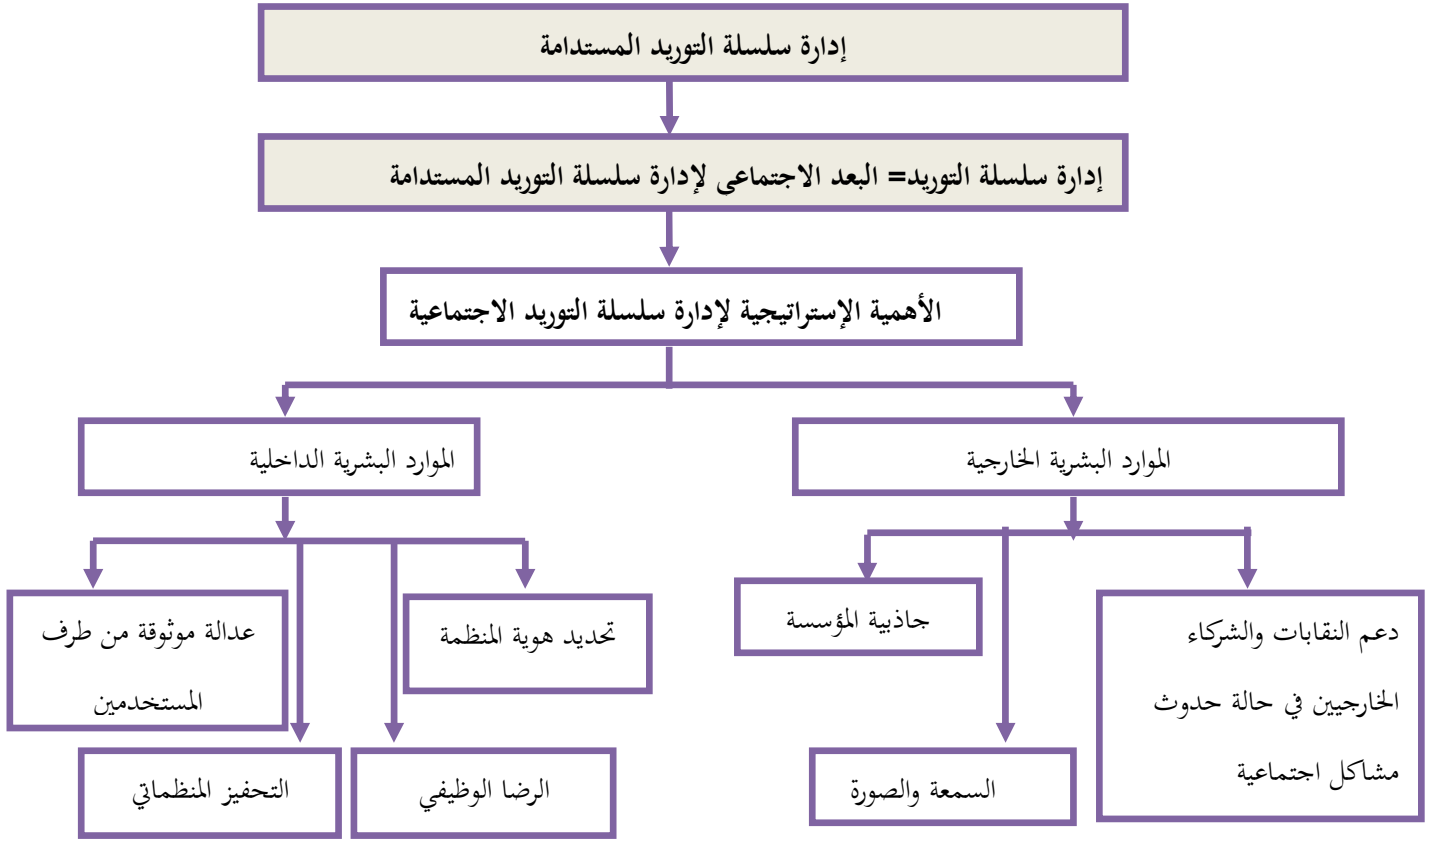 إدارة سلسلة التوريد المستدامة
إدارة سلسلة التوريد= البعد الاجتماعي لإدارة سلسلة التوريد المستدامة
الأهمية الإستراتيجية لإدارة سلسلة التوريد الاجتماعية
الموارد البشرية الخارجية
الموارد البشرية الداخلية
دعم النقابات والشركاء
الخارجيين في حالة حدوث
مشاكل اجتماعية
جاذبية المؤسسة
السمعة والصورة
تحديد هوية المنظمة
عدالة موثوقة من طرف
المستخدمين
الرضا الوظيفي
التحفيز المنظماتي